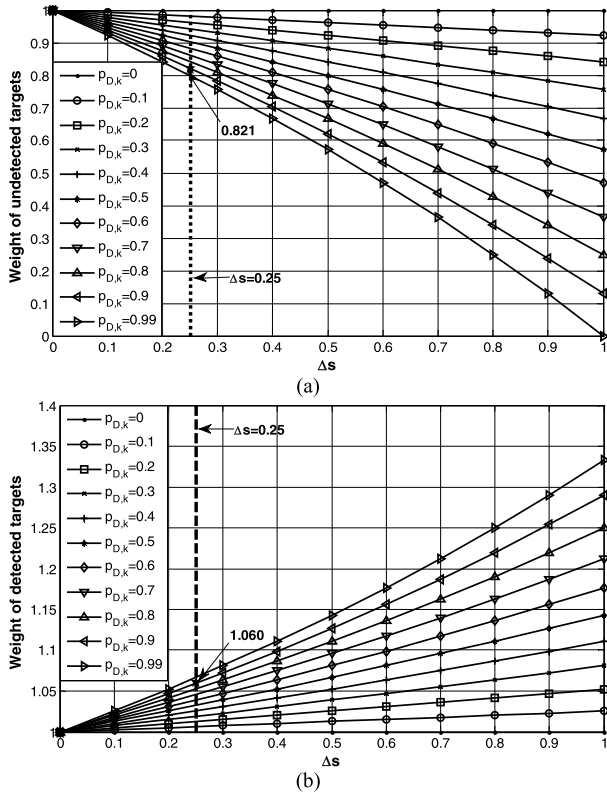 1
0.9
0.8
0.7
0.6
0.5
0.4
0.3
0.2
0.1
0
Weight of undetected targets
p_D,k=0
p_D,k=0.1
p_D,k=0.2
p_D,k=0.3
p_D,k=0.4
p_D,k=0.5
p_D,k=0.6
p_D,k=0.7
p_D,k=0.8
p_D,k=0.9
p_D,k=0.99
0.821
Δs=0.25
0 0.1 0.2 0.3 0.4 0.5 0.6 0.7 0.8 0.9 1
Δs
(a)
1.4
1.35
1.3
1.25
1.2
1.15
1.1
1.05
1
Weight of detected targets
p_D,k=0
p_D,k=0.1
p_D,k=0.2
p_D,k=0.3
p_D,k=0.4
p_D,k=0.5
p_D,k=0.6
p_D,k=0.7
p_D,k=0.8
p_D,k=0.9
p_D,k=0.99
Δs=0.25
1.060
0 0.1 0.2 0.3 0.4 0.5 0.6 0.7 0.8 0.9 1
Δs
(b)